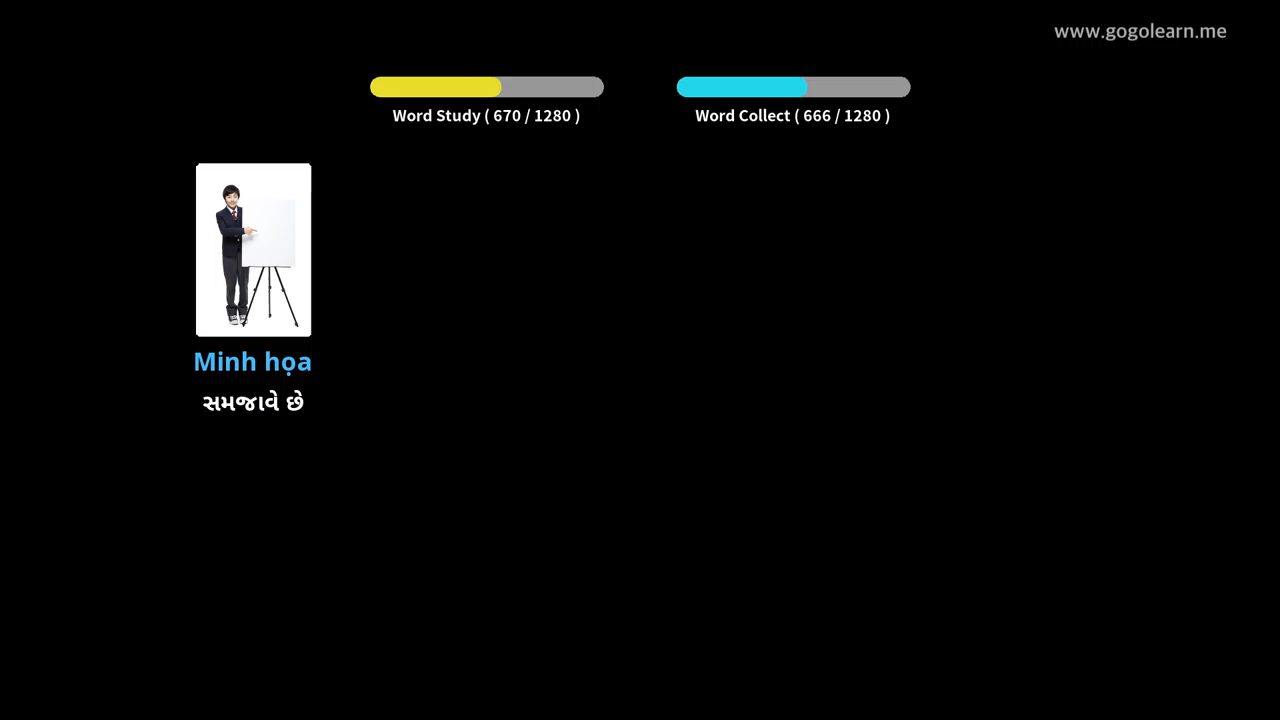 www.gogolearn.me
Word Study ( 670 / 1280 )
Word Collect ( 666 / 1280 )
Minh họa
સમજાવે છે